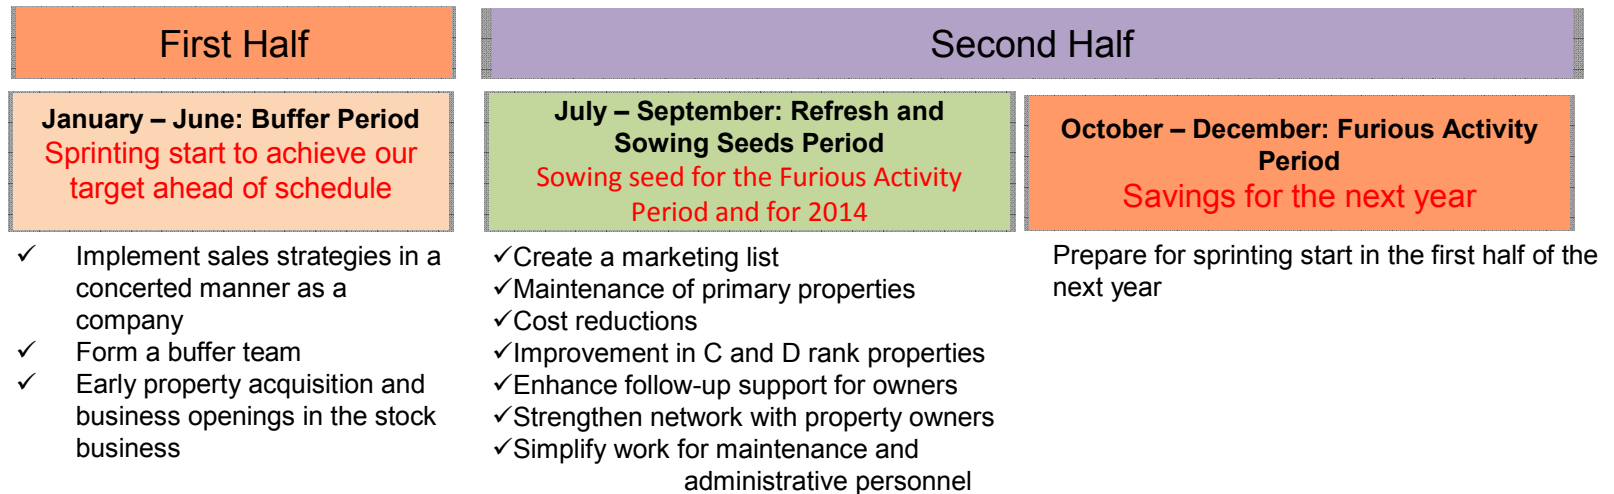 First Half
Second Half
January – June: Buffer Period
Sprinting start to achieve our
target ahead of schedule
July – September: Refresh and
Sowing Seeds Period
Sowing seed for the Furious Activity
Period and for 2014
October – December: Furious Activity
Period
Savings for the next year
✓ Implement sales strategies in a
concerted manner as a
company
✓ Form a buffer team
✓ Early property acquisition and
business openings in the stock
business
✓Create a marketing list
✓Maintenance of primary properties
✓Cost reductions
✓Improvement in C and D rank properties
✓Enhance follow-up support for owners
✓Strengthen network with property owners
✓Simplify work for maintenance and
administrative personnel
Prepare for sprinting start in the first half of the
next year